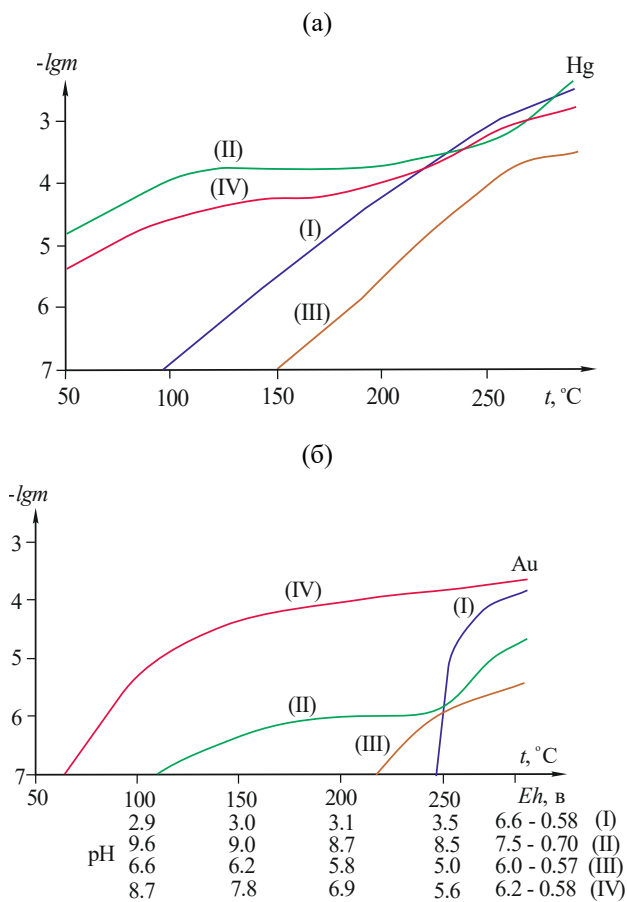 (а)
-lgm
Hg
3
(II)
4
(IV)
(I)
5
(III)
6
7
50 100 150 200 250 t, °C
(б)
-lgm
3
Au
(IV)
(I)
4
5
(II)
6
(III)
7
t, °C
50 100 150 200 250 Eh, в
2.9 3.0 3.1 3.5 6.6 - 0.58 (I)
9.6 9.0 8.7 8.5 7.5 - 0.70 (II)
pH
6.6 6.2 5.8 5.0 6.0 - 0.57 (III)
8.7 7.8 6.9 5.6 6.2 - 0.58 (IV)